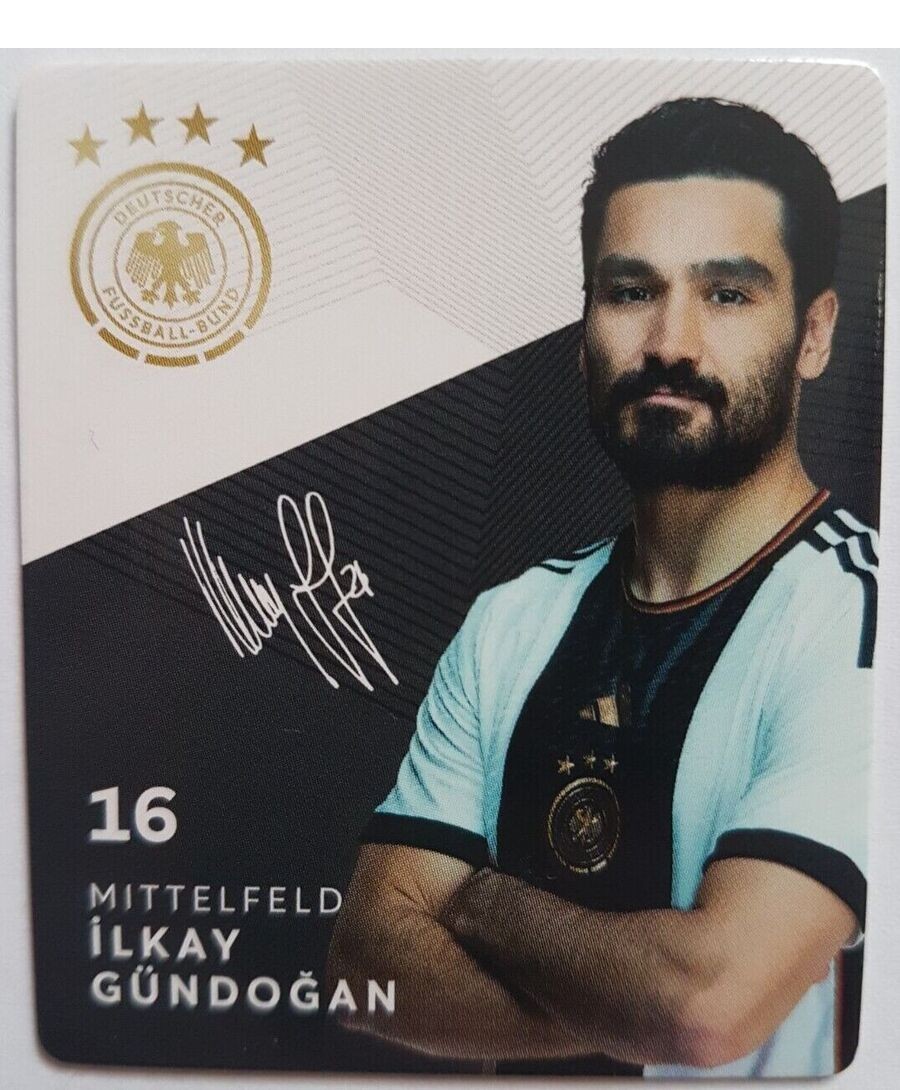 DEUTSCHER
FUSSBALL-BUND
16
MITTELFELD
İLKAY
GÜNDOĞAN